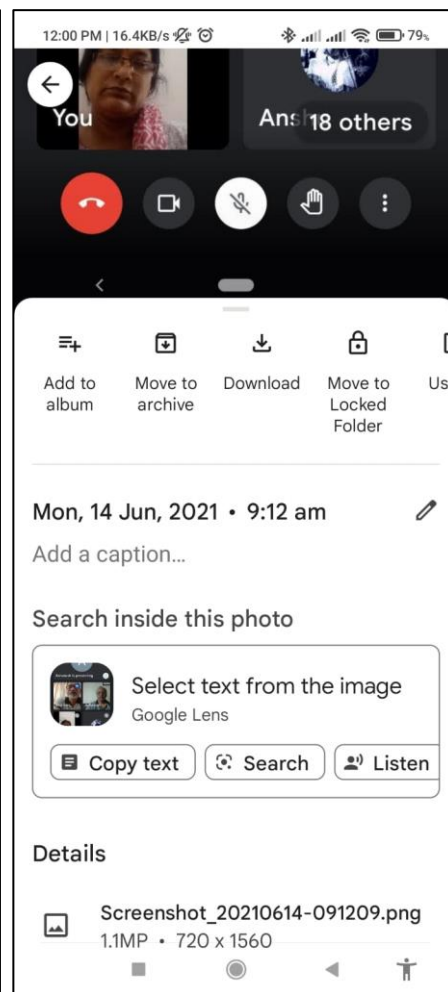 12:00 PM | 16.4KB/s
79%
You
Ans
18 others
Add to album
Move to archive
Download
Move to Locked Folder
Us
Mon, 14 Jun, 2021 • 9:12 am
Add a caption...
Search inside this photo
Select text from the image
Google Lens
Copy text
Search
Listen
Details
Screenshot_20210614-091209.png
1.1MP • 720 x 1560